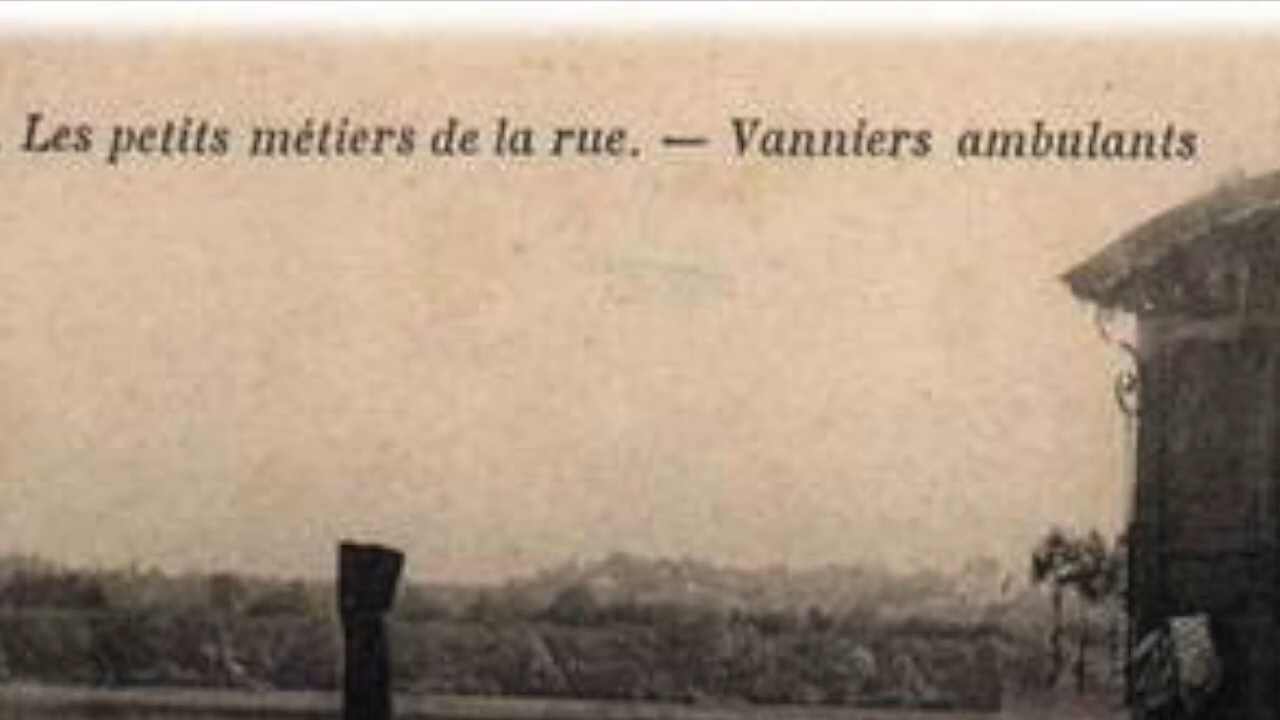 . Les petits métiers de la rue. — Vanniers ambulants